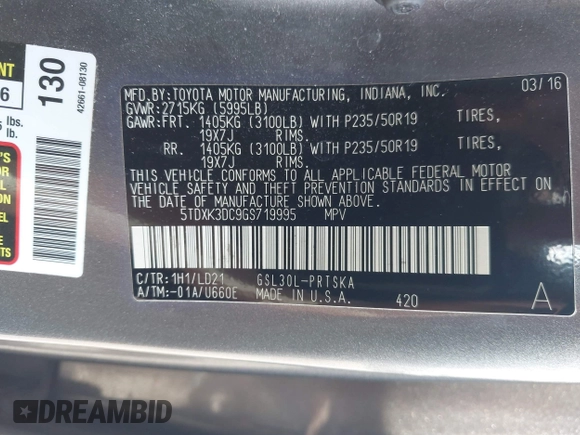 MFD.BY:TOYOTA MOTOR MANUFACTURING, INDIANA, INC. 03/16
GVWR:2715KG (5995LB)
GAWR:FRT. 1405KG (3100LB) WITH P235/50R19 TIRES,
19X7J RIMS.
RR. 1405KG (3100LB) WITH P235/50R19 TIRES,
19X7J RIMS.
THIS VEHICLE CONFORMS TO ALL APPLICABLE FEDERAL MOTOR
VEHICLE SAFETY AND THEFT PREVENTION STANDARDS IN EFFECT ON
THE DATE OF MANUFACTURE SHOWN ABOVE.
5TDXK3DC9GS719995 MPV
C/TR:1H1/LD21 GSL30L-PRTSKA
A/TM:-01A/U660E MADE IN U.S.A. 420 A
130
42661-08130
lbs.
lb.
DREAMBID